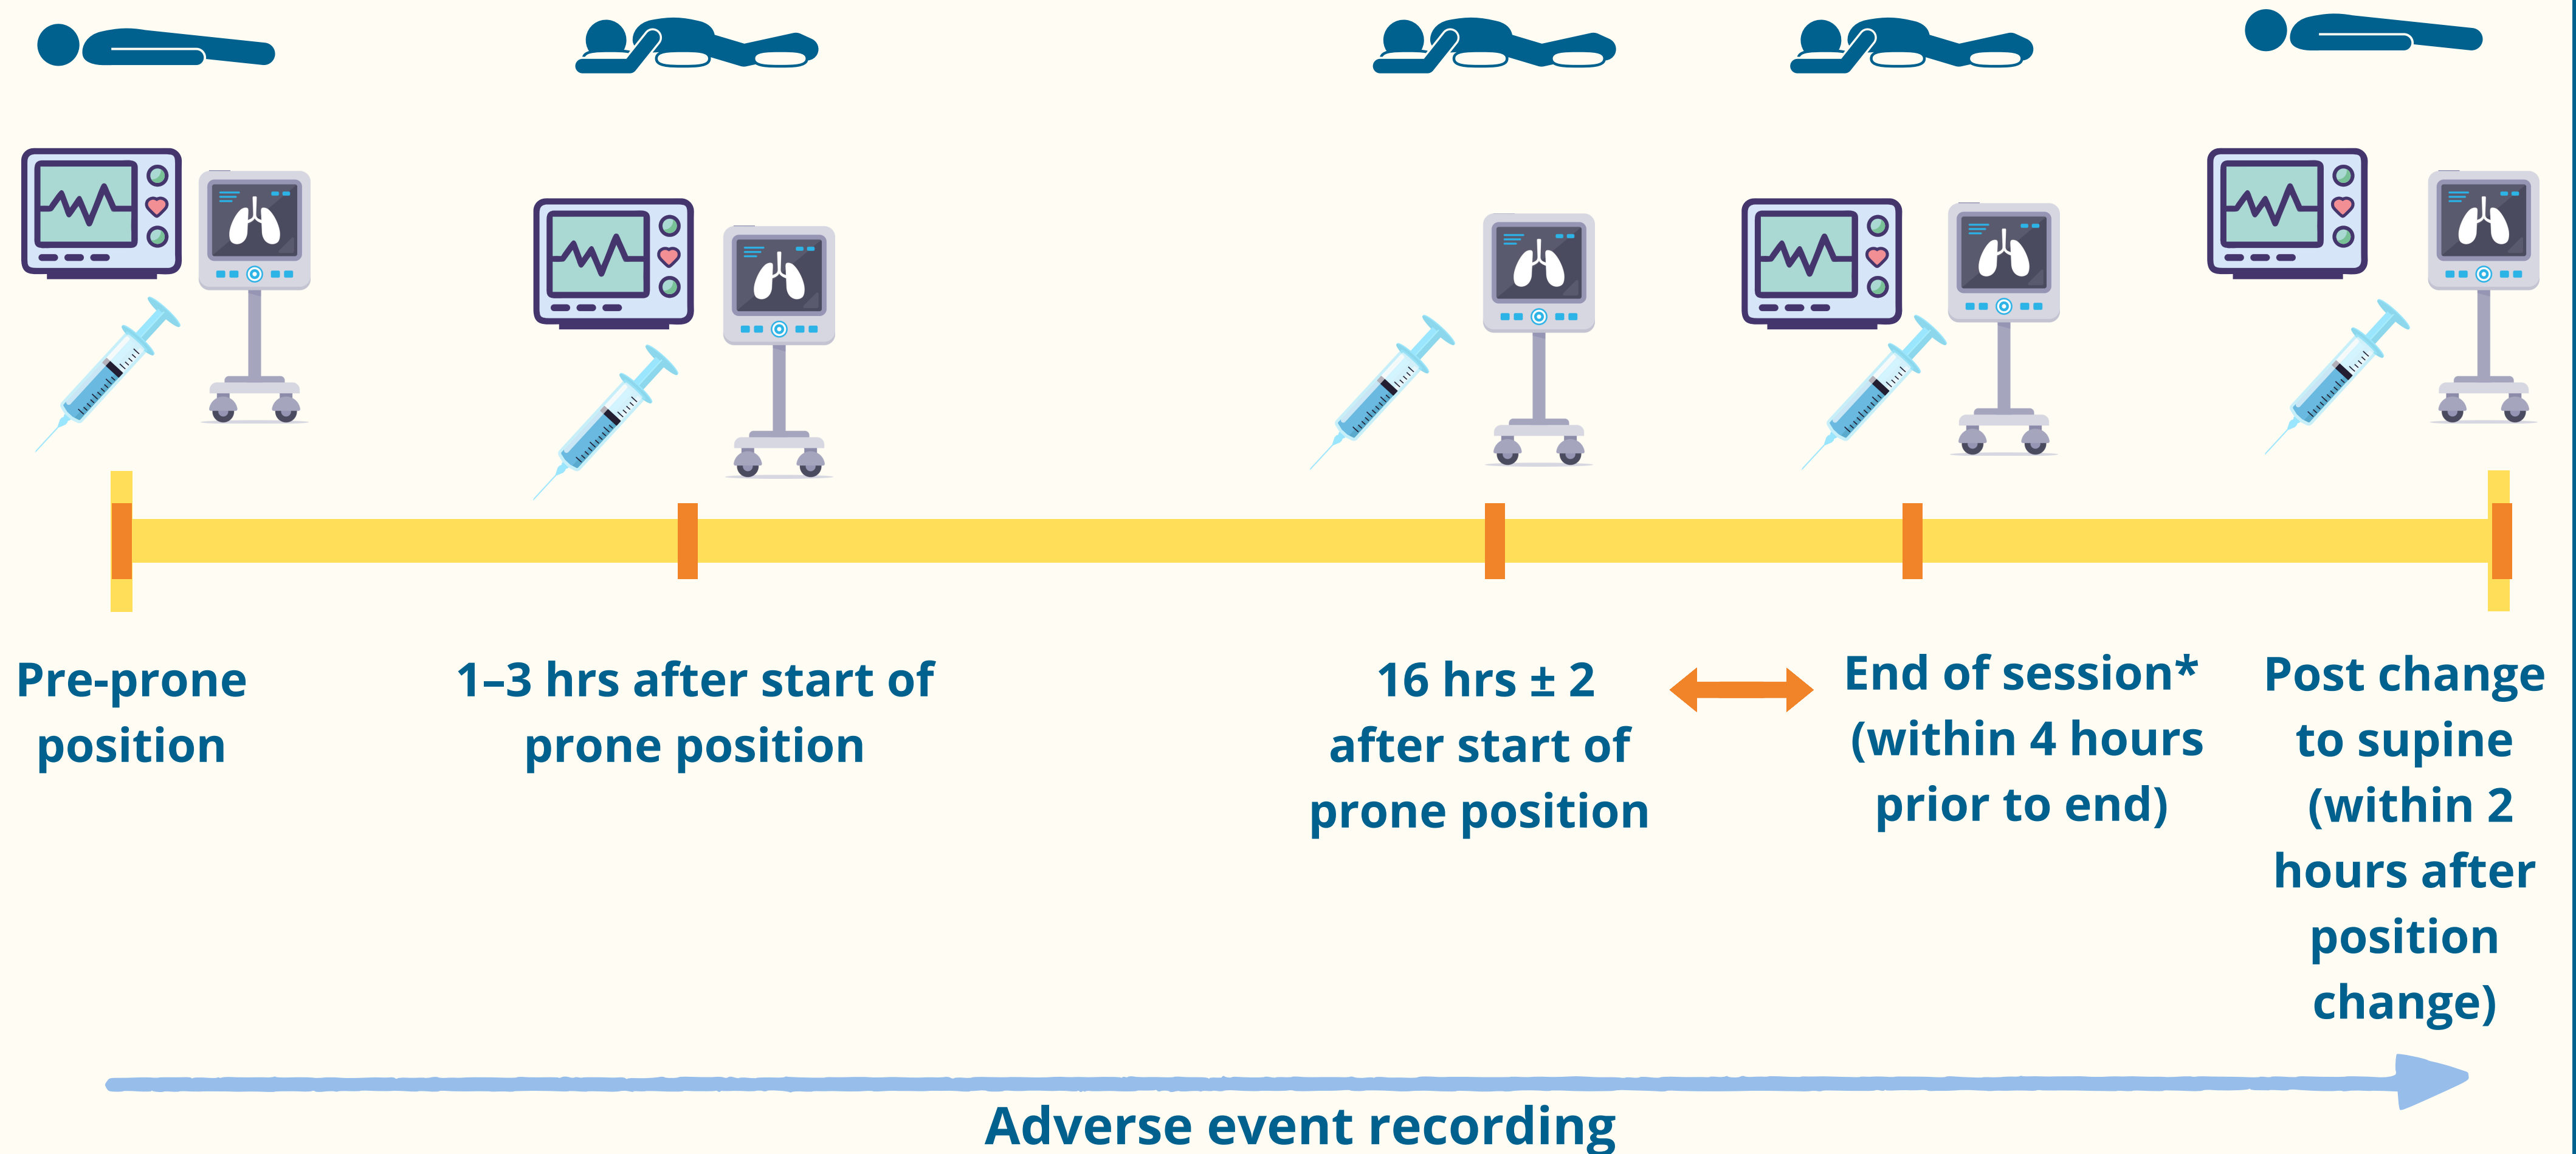 Pre-prone
position
1–3 hrs after start of
prone position
16 hrs ± 2
after start of
prone position
End of session*
(within 4 hours
prior to end)
Post change
to supine
(within 2
hours after
position
change)
Adverse event recording